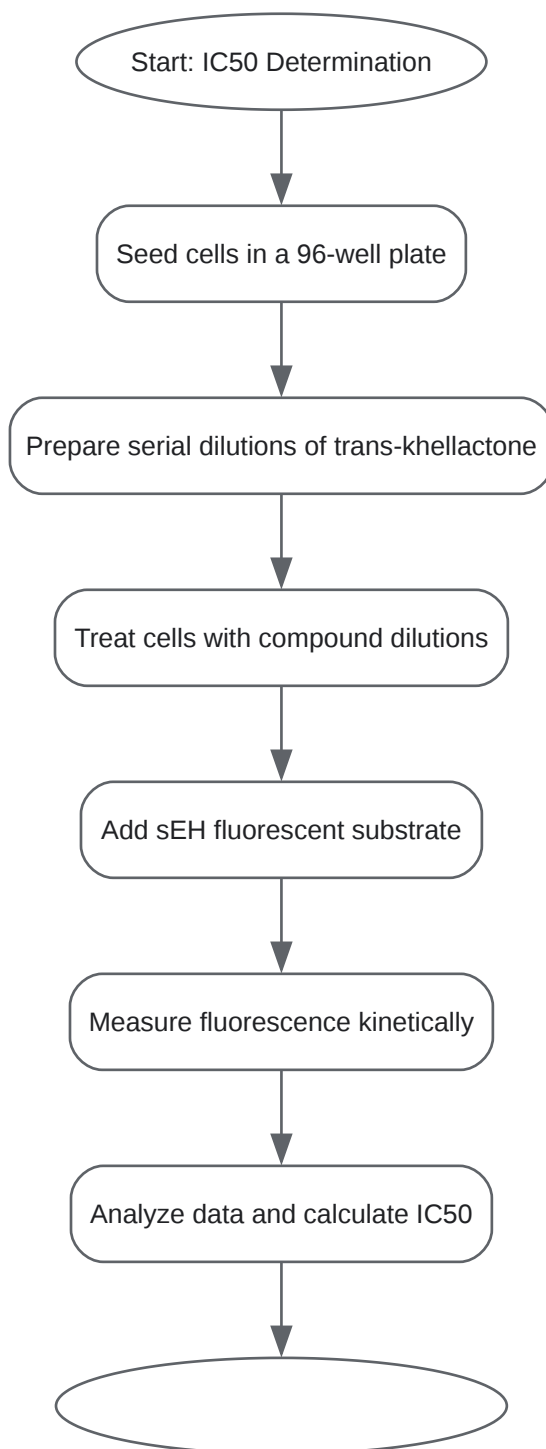 Start: IC50 Determination
Seed cells in a 96-well plate
Prepare serial dilutions of trans-khellactone
Treat cells with compound dilutions
Add sEH fluorescent substrate
Measure fluorescence kinetically
Analyze data and calculate IC50